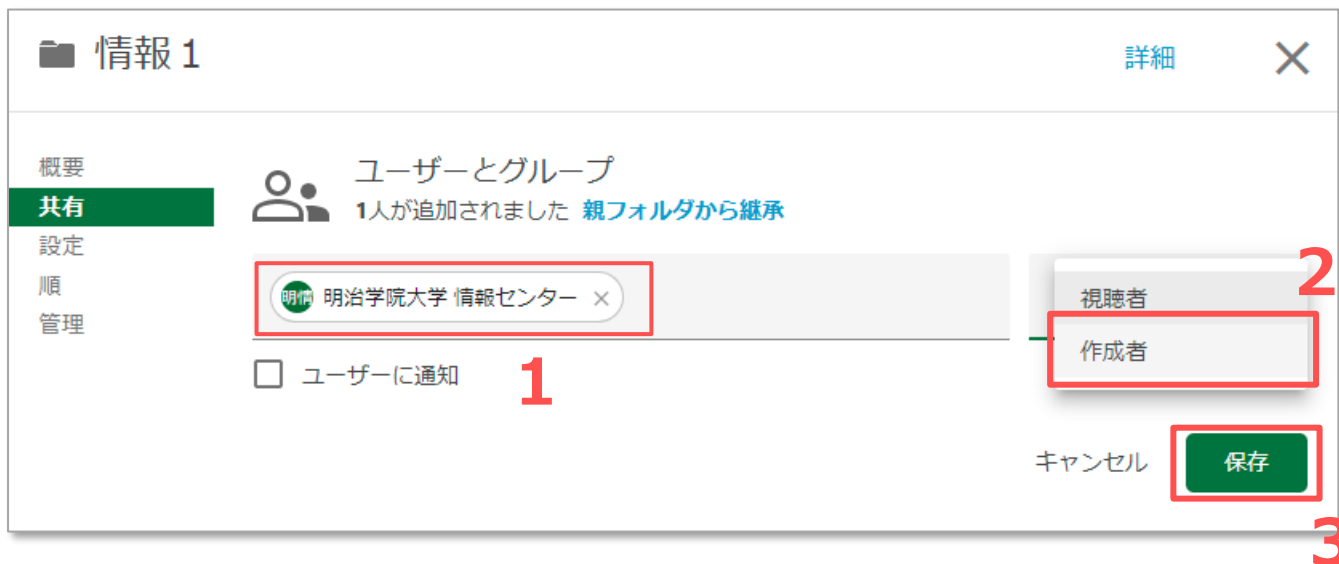 情報1
詳細
概要
共有
設定
順
管理
ユーザーとグループ
1人が追加されました 親フォルダから継承
明情 明治学院大学 情報センター ×
ユーザーに通知
1
視聴者
作成者
2
キャンセル
保存
3